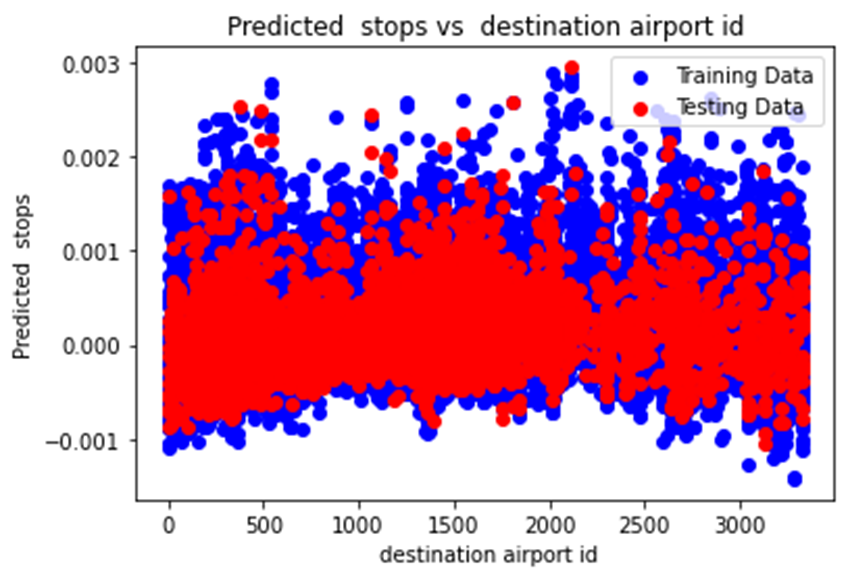 Predicted stops vs destination airport id
Training Data
Testing Data
0.003
0.002
0.001
0.000
−0.001
Predicted stops
0 500 1000 1500 2000 2500 3000
destination airport id